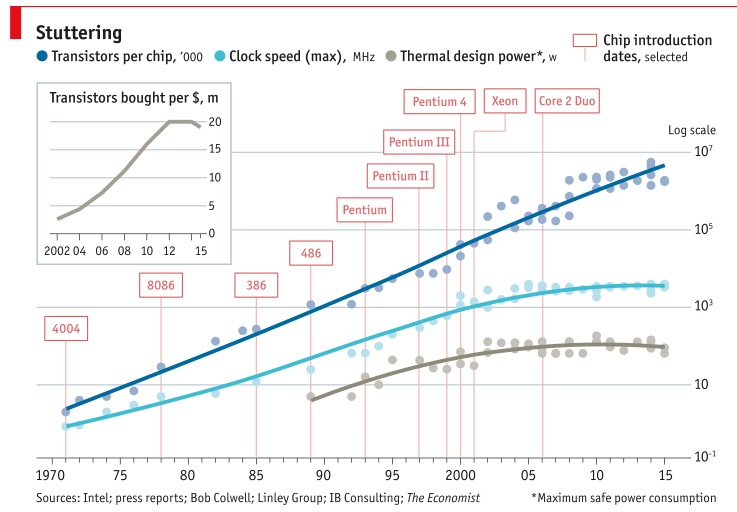 Stuttering
Transistors per chip, ’000
Clock speed (max), MHz
Thermal design power*, w
Chip introduction
dates, selected
Transistors bought per $, m
20
15
10
5
0
2002 04 06 08 10 12 15
Pentium 4
Xeon
Core 2 Duo
Log scale
Pentium III
10⁷
Pentium II
Pentium
10⁵
486
8086
386
10³
4004
10
10⁻¹
1970 75 80 85 90 95 2000 05 10 15
Sources: Intel; press reports; Bob Colwell; Linley Group; IB Consulting; The Economist
*Maximum safe power consumption